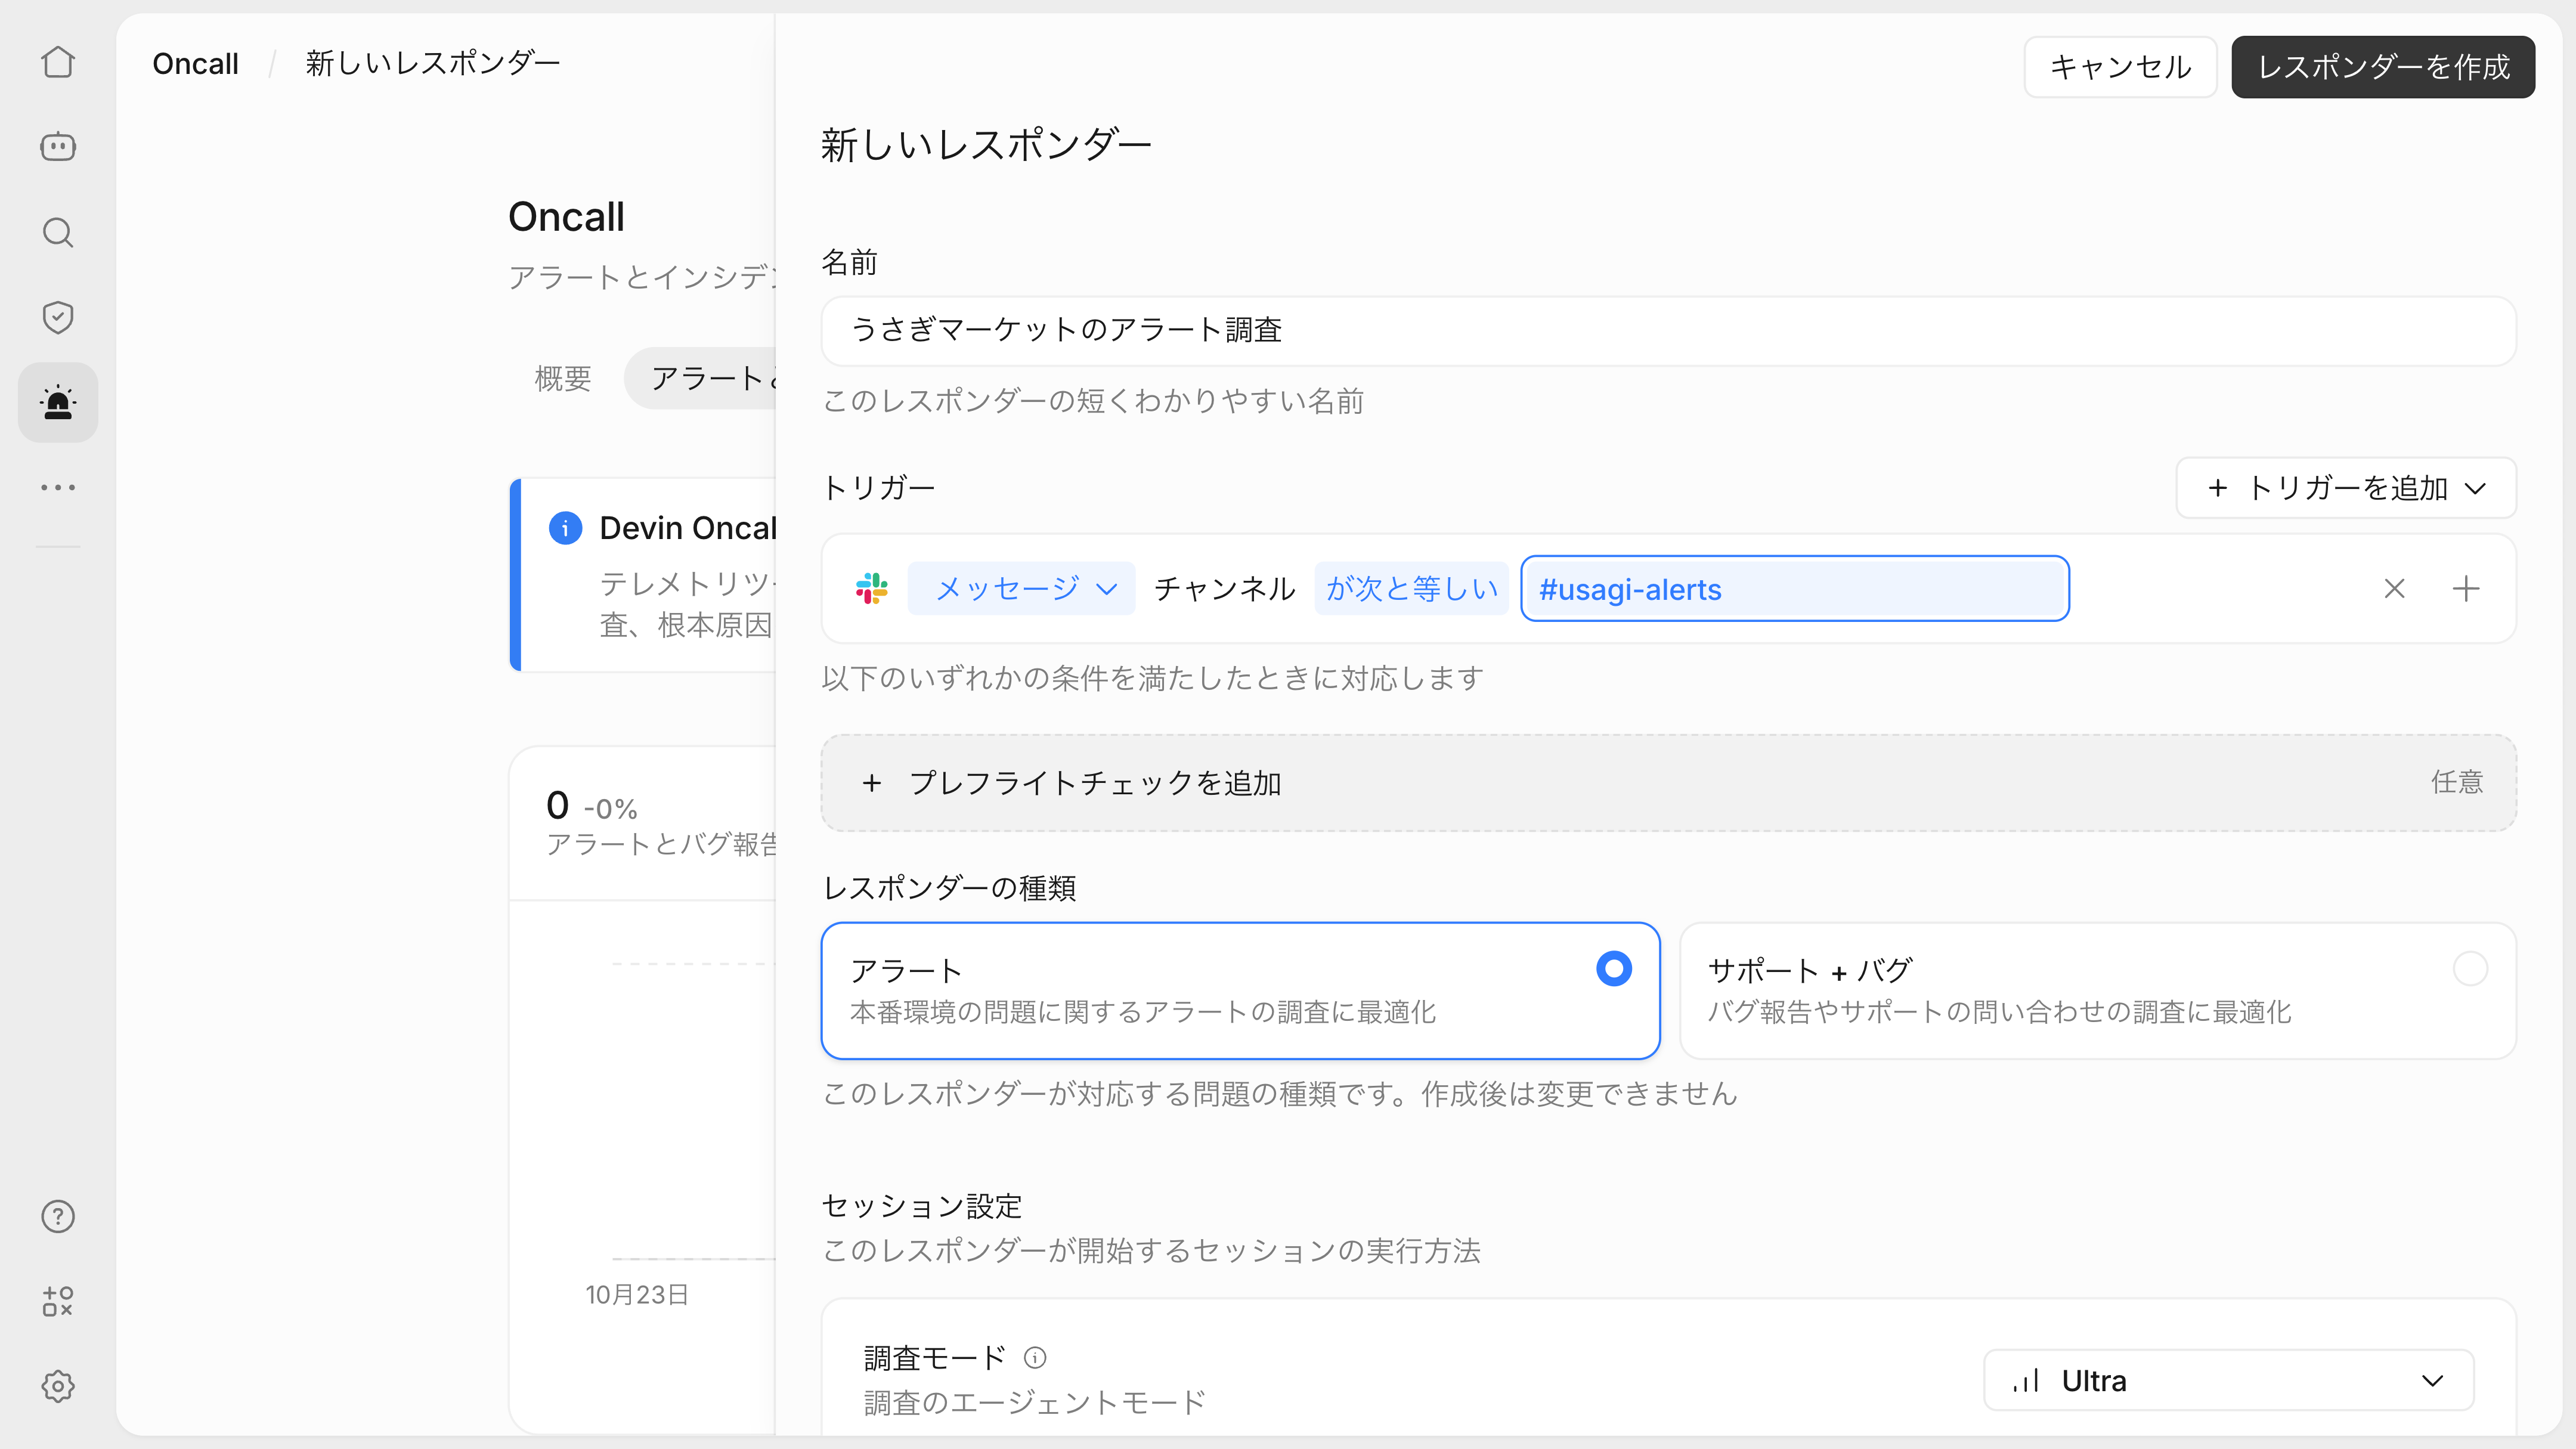 Oncall / 新しいレスポンダー
キャンセル
レスポンダーを作成
Oncall
アラートとインシデン
概要
アラートと
Devin Oncal
テレメトリツー
査、根本原因
0 -0%
アラートとバグ報告
10月23日
新しいレスポンダー
名前
うさぎマーケットのアラート調査
このレスポンダーの短くわかりやすい名前
トリガー
+ トリガーを追加
メッセージ チャンネル が次と等しい #usagi-alerts
以下のいずれかの条件を満たしたときに対応します
+ プレフライトチェックを追加 任意
レスポンダーの種類
アラート
本番環境の問題に関するアラートの調査に最適化
サポート + バグ
バグ報告やサポートの問い合わせの調査に最適化
このレスポンダーが対応する問題の種類です。作成後は変更できません
セッション設定
このレスポンダーが開始するセッションの実行方法
調査モード
調査のエージェントモード
Ultra